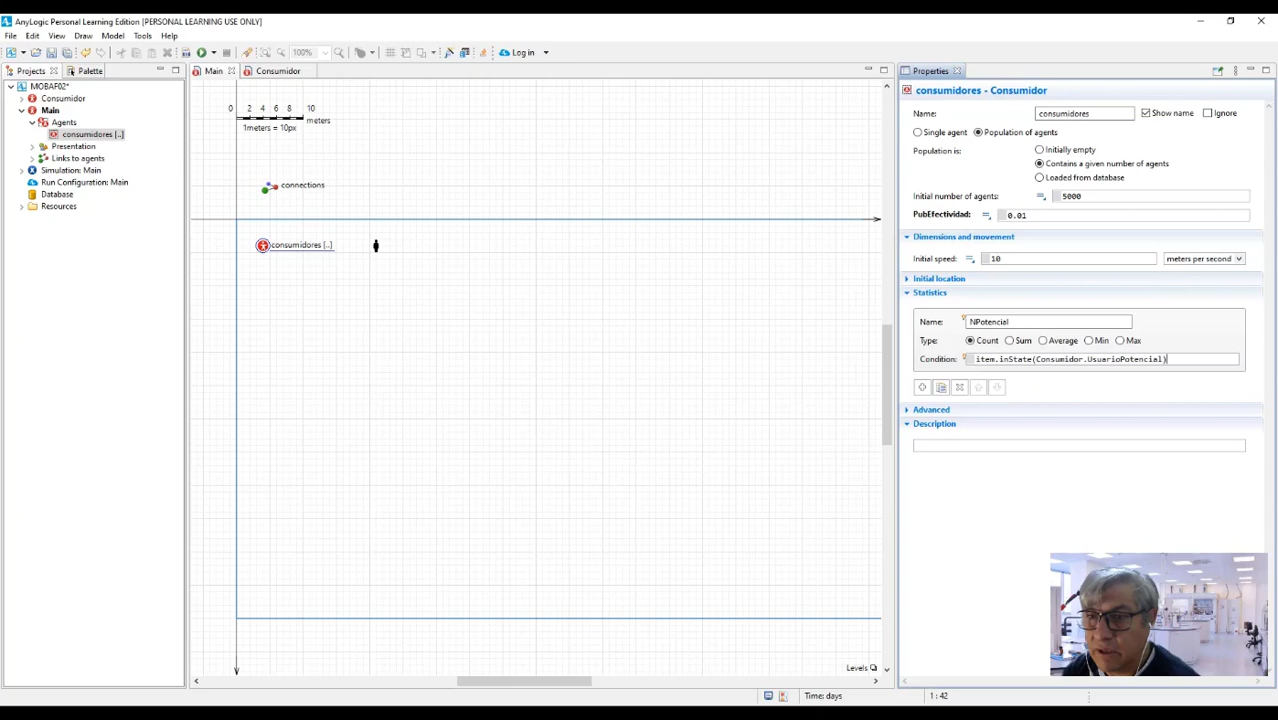 AnyLogic Personal Learning Edition [PERSONAL LEARNING USE ONLY]
File Edit View Draw Model Tools Help
100% Log in
Projects Palette
MOBAF02*
Consumidor
Main
Agents
consumidores [..]
Presentation
Links to agents
Simulation: Main
Run Configuration: Main
Database
Resources
Main Consumidor
0 2 4 6 8 10
meters
1meters = 10px
connections
consumidores [..]
Levels
Properties
consumidores - Consumidor
Name: consumidores Show name Ignore
Single agent Population of agents
Population is: Initially empty
Contains a given number of agents
Loaded from database
Initial number of agents: 5000
PubEfectividad: 0.01
Dimensions and movement
Initial speed: 10 meters per second
Initial location
Statistics
Name: NPotencial
Type: Count Sum Average Min Max
Condition: item.inState(Consumidor.UsuarioPotencial)
Advanced
Description
Time: days 1 : 42